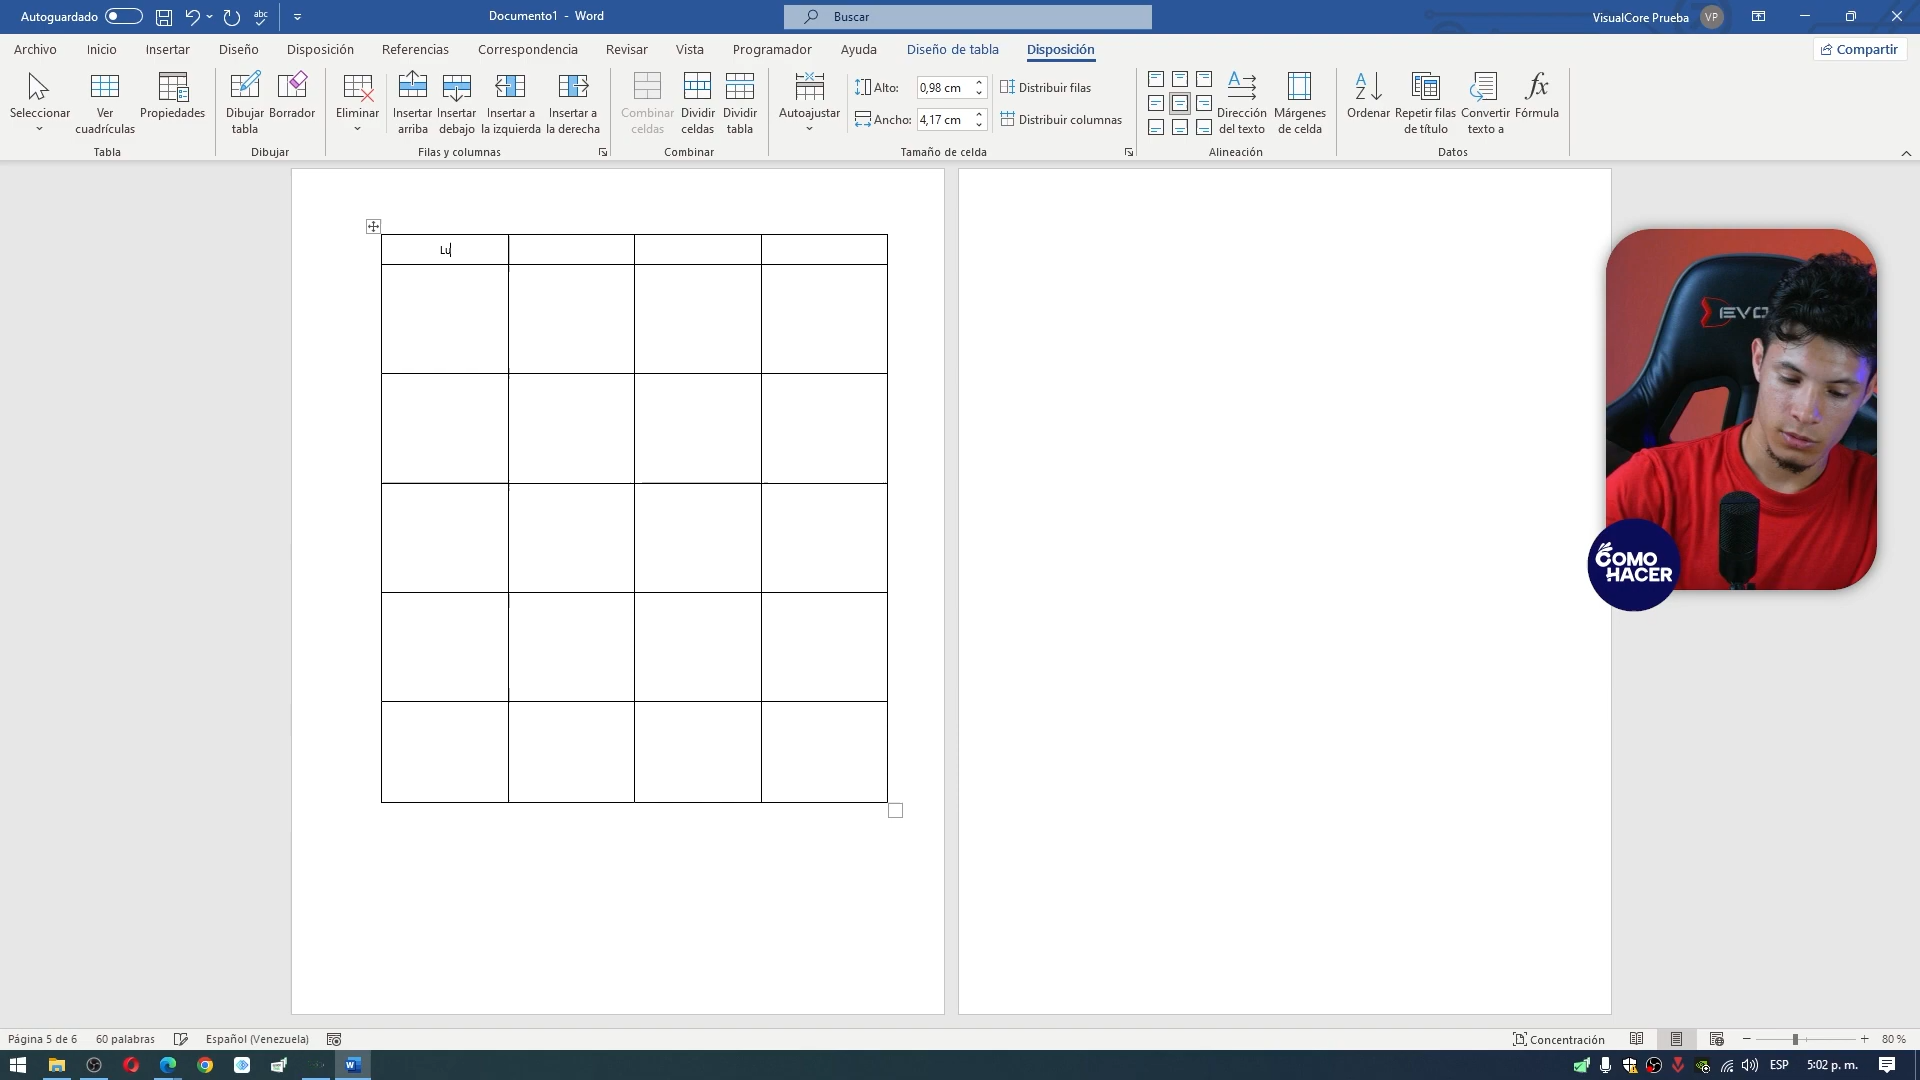 Autoguardado
Documento1 - Word
Buscar
VisualCore Prueba
VP
Archivo Inicio Insertar Diseño Disposición Referencias Correspondencia Revisar Vista Programador Ayuda Diseño de tabla Disposición
Compartir
Seleccionar
Ver cuadrículas
Propiedades
Tabla
Dibujar tabla
Borrador
Dibujar
Eliminar
Insertar arriba
Insertar debajo
Insertar a la izquierda
Insertar a la derecha
Filas y columnas
Combinar celdas
Dividir celdas
Dividir tabla
Combinar
Autoajustar
Alto: 0,98 cm
Ancho: 4,17 cm
Distribuir filas
Distribuir columnas
Tamaño de celda
Dirección del texto
Márgenes de celda
Alineación
Ordenar
Repetir filas de título
Convertir texto a
Fórmula
Datos
Lu
EVO
COMO
HACER
Página 5 de 6 60 palabras Español (Venezuela)
Concentración
80 %
ESP
5:02 p. m.